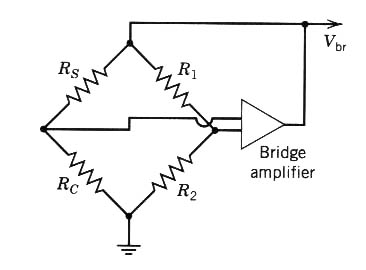 V_br
R_S
R_1
Bridge
amplifier
R_C
R_2